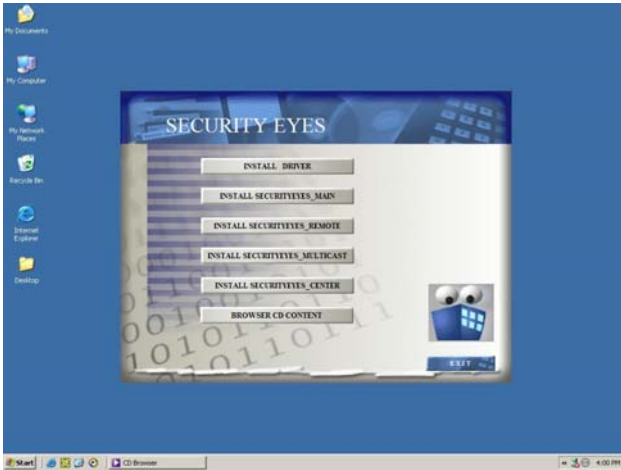 My Documents
My Computer
My Network
Places
Recycle Bin
Internet
Explorer
Desktop
SECURITY EYES
INSTALL DRIVER
INSTALL SECURITYEYES_MAIN
INSTALL SECURITYEYES_REMOTE
INSTALL SECURITYEYES_MULTICAST
INSTALL SECURITYEYES_CENTER
BROWSER CD CONTENT
EXIT
Start
CD Browser
4:00 PM